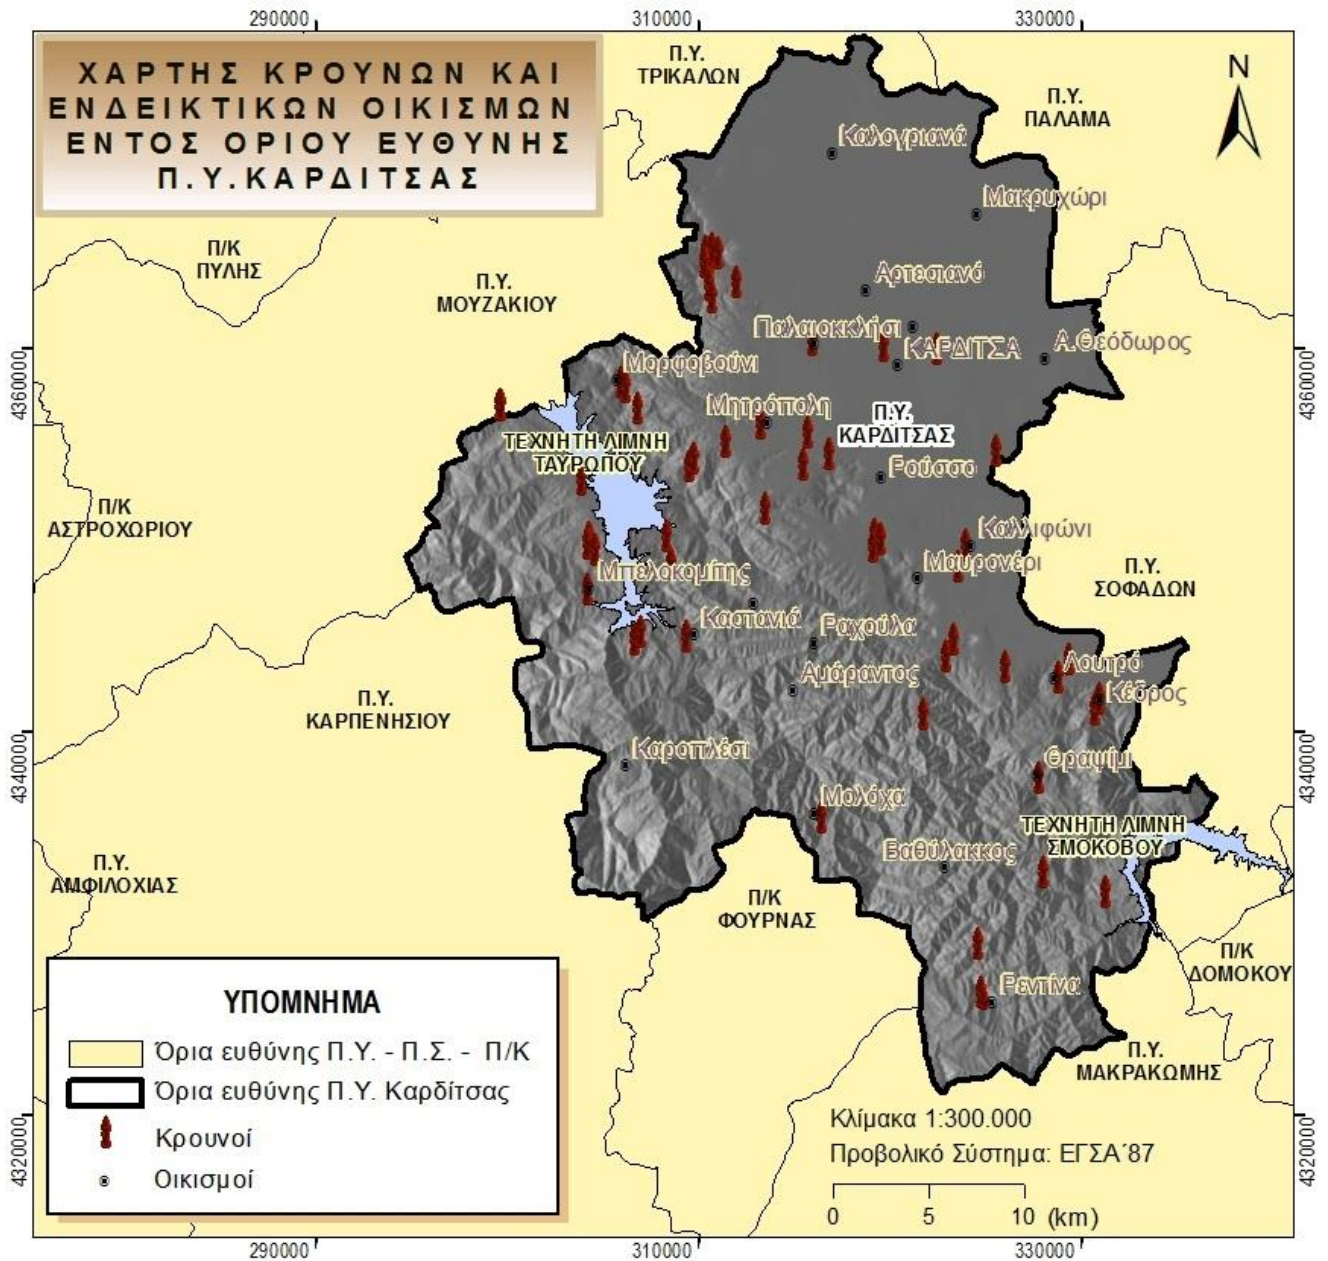 290000
310000
330000
ΧΑΡΤΗΣ ΚΡΟΥΝΩΝ ΚΑΙ
ΕΝΔΕΙΚΤΙΚΩΝ ΟΙΚΙΣΜΩΝ
ΕΝΤΟΣ ΟΡΙΟΥ ΕΥΘΥΝΗΣ
Π.Υ.ΚΑΡΔΙΤΣΑΣ
Π.Υ.
ΤΡΙΚΑΛΩΝ
Π.Υ.
ΠΑΛΑΜΑ
N
Καλογριανά
Μακρυχώρι
Π/Κ
ΠΥΛΗΣ
Π.Υ.
ΜΟΥΖΑΚΙΟΥ
Αρτεσιανό
Παλαιοκκλήσι
ΚΑΡΔΙΤΣΑ
Α.Θεόδωρος
4360000
4360000
Μορφοβούνι
Μητρόπολη
Π.Υ.
ΚΑΡΔΙΤΣΑΣ
ΤΕΧΝΗΤΗ ΛΙΜΝΗ
ΤΑΥΡΩΠΟΥ
Ρούσσο
Π/Κ
ΑΣΤΡΟΧΩΡΙΟΥ
Καλλιφώνι
Μαυρονέρι
Μπελοκομίτης
Π.Υ.
ΣΟΦΑΔΩΝ
Καστανιά
Ραχούλα
Λουτρό
Αμάραντος
Κέδρος
Π.Υ.
ΚΑΡΠΕΝΗΣΙΟΥ
Καροπλέσι
Θραψίμι
4340000
4340000
Μολόχα
ΤΕΧΝΗΤΗ ΛΙΜΝΗ
ΣΜΟΚΟΒΟΥ
Βαθύλακκος
Π.Υ.
ΑΜΦΙΛΟΧΙΑΣ
Π/Κ
ΦΟΥΡΝΑΣ
Π/Κ
ΔΟΜΟΚΟΥ
Ρεντίνα
Π.Υ.
ΜΑΚΡΑΚΩΜΗΣ
ΥΠΟΜΝΗΜΑ
Όρια ευθύνης Π.Υ. - Π.Σ. - Π/Κ
Όρια ευθύνης Π.Υ. Καρδίτσας
Κρουνοί
Οικισμοί
Κλίμακα 1:300.000
Προβολικό Σύστημα: ΕΓΣΑ΄87
0 5 10 (km)
4320000
4320000
290000
310000
330000